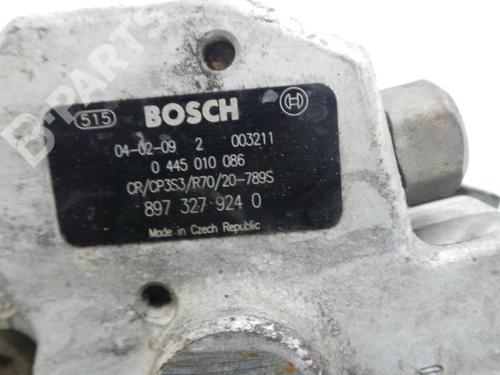 B-PARTS
515 BOSCH
04-02-09 2 003211
0 445 010 086
CR/CP3S3/R70/20-789S
897 327 924 0
Made in Czech Republic